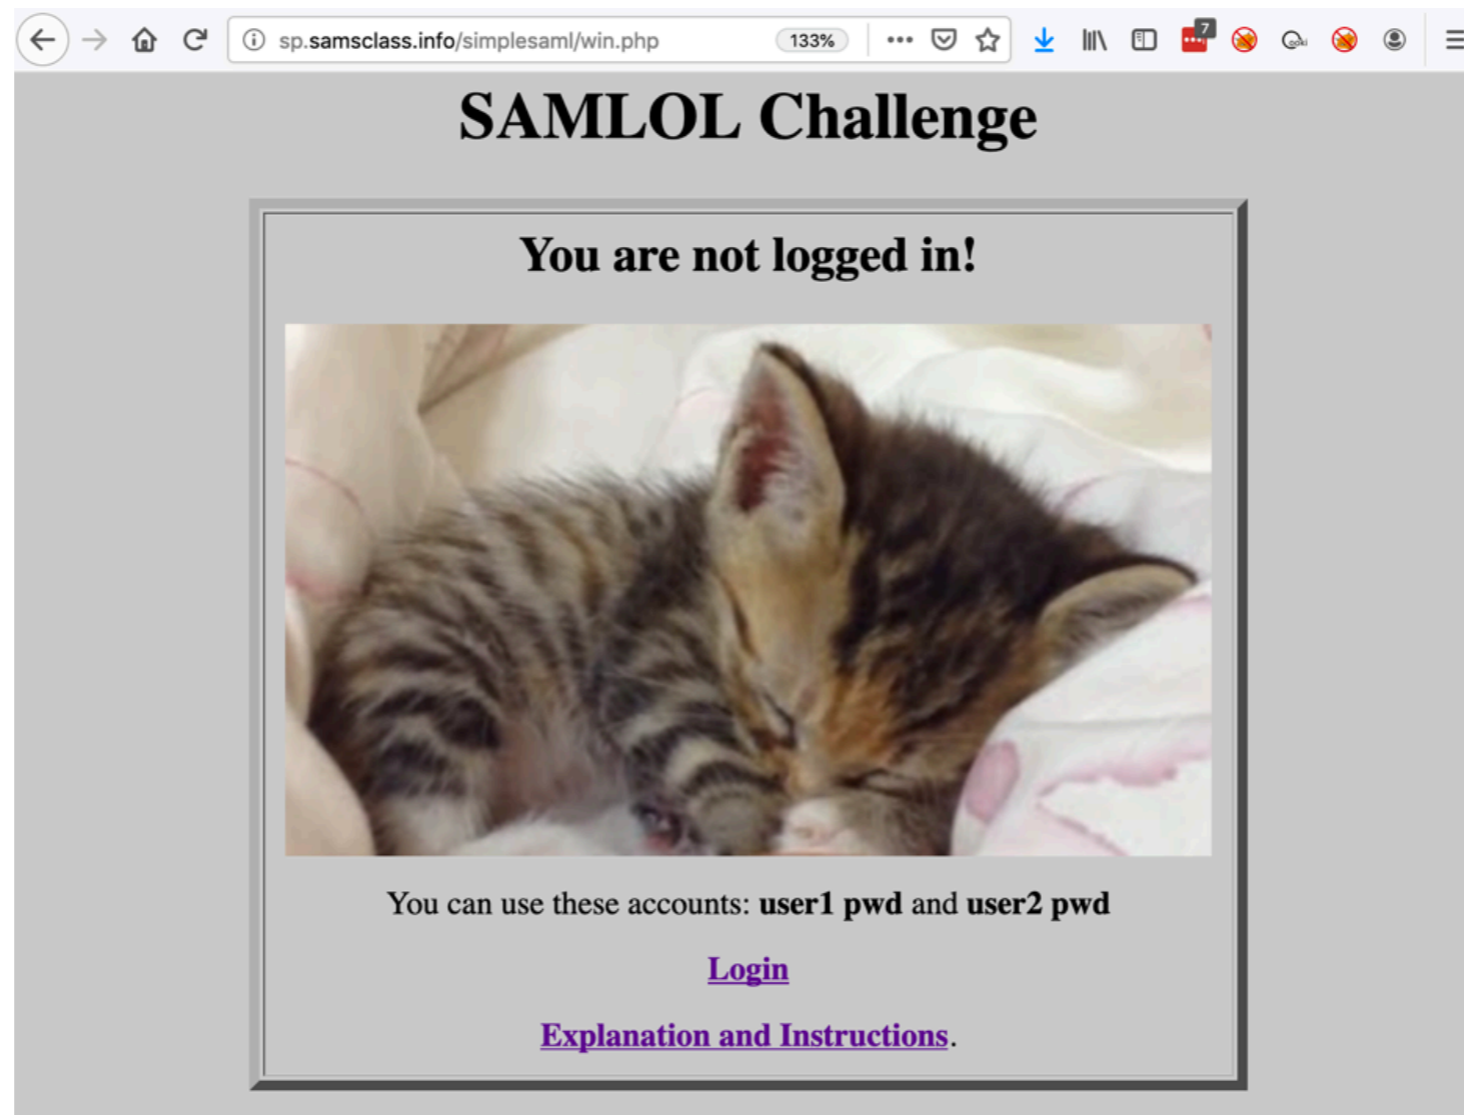 sp.samsclass.info/simplesaml/win.php 133% 7
SAMLOL Challenge
You are not logged in!
You can use these accounts: user1 pwd and user2 pwd
Login
Explanation and Instructions.